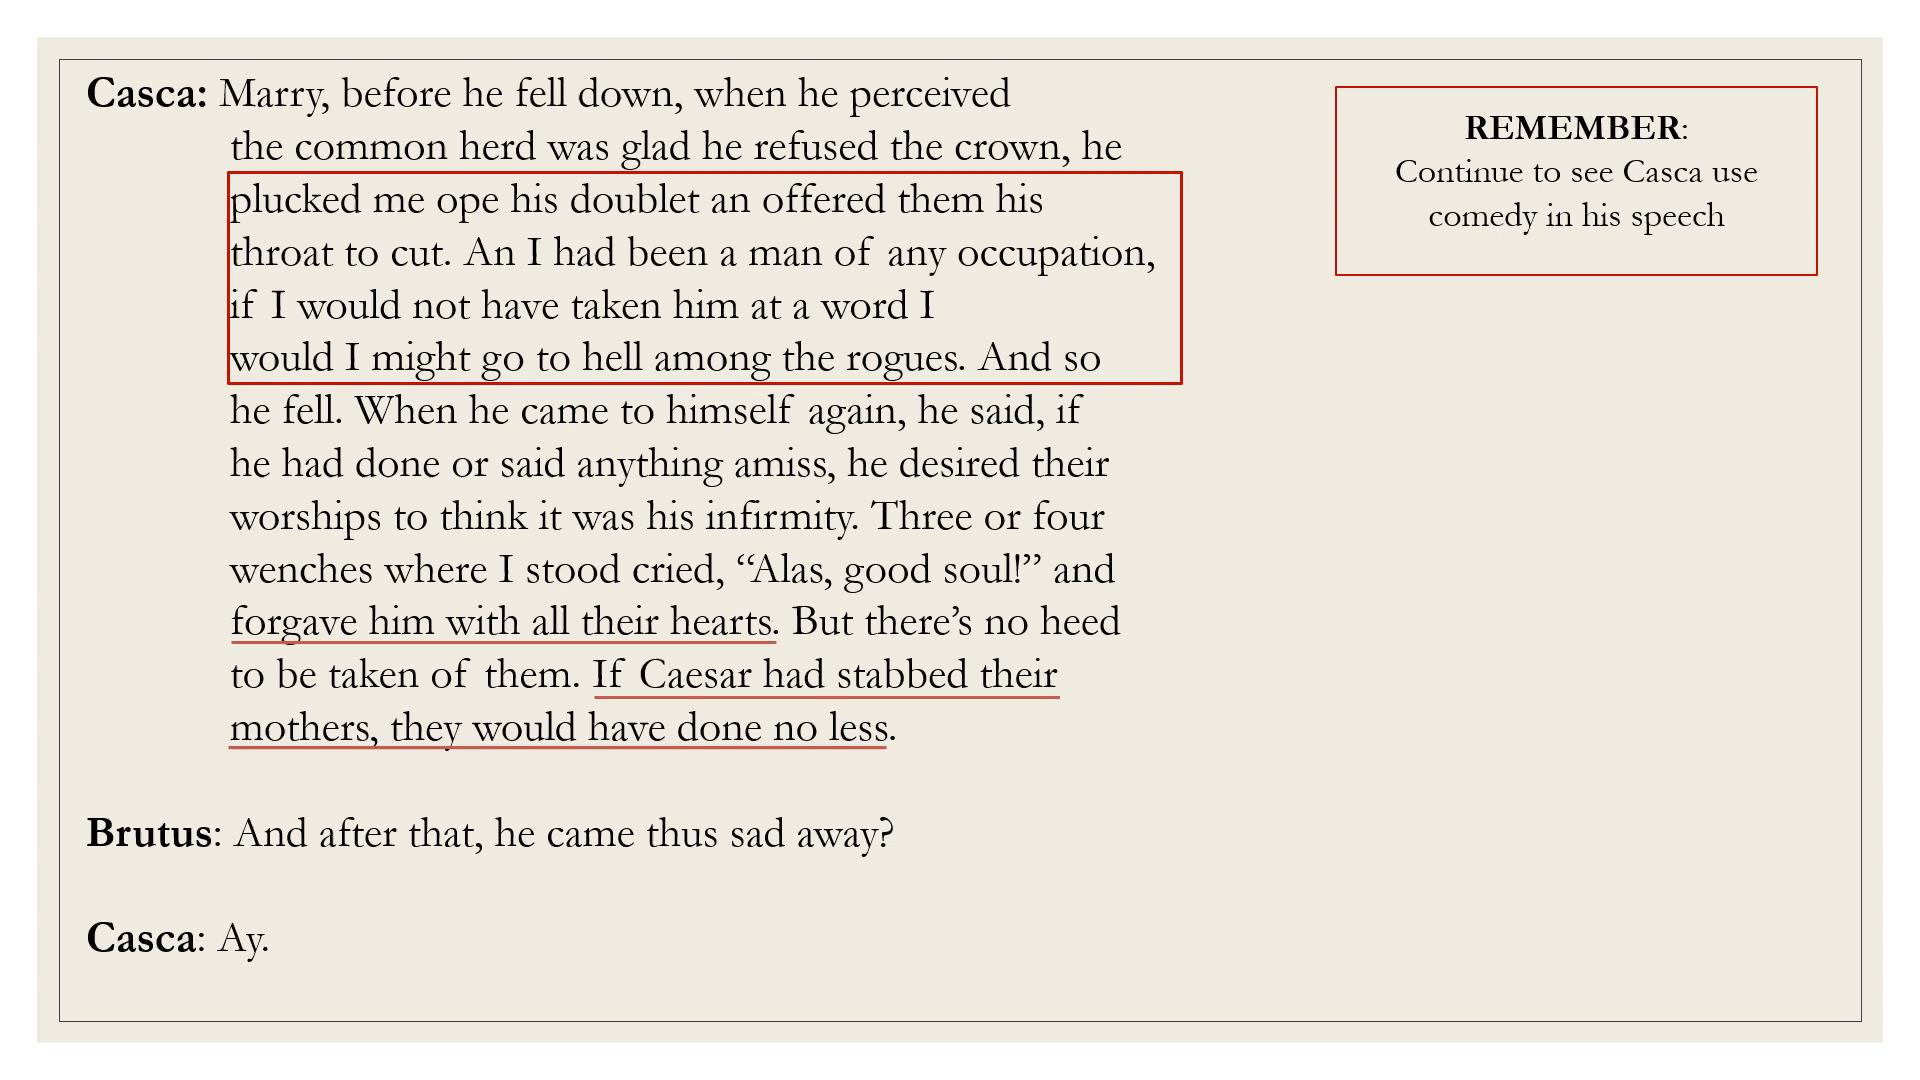 Casca: Marry, before he fell down, when he perceived
the common herd was glad he refused the crown, he
plucked me ope his doublet an offered them his
throat to cut. An I had been a man of any occupation,
if I would not have taken him at a word I
would I might go to hell among the rogues. And so
he fell. When he came to himself again, he said, if
he had done or said anything amiss, he desired their
worships to think it was his infirmity. Three or four
wenches where I stood cried, “Alas, good soul!” and
forgave him with all their hearts. But there’s no heed
to be taken of them. If Caesar had stabbed their
mothers, they would have done no less.
Brutus: And after that, he came thus sad away?
Casca: Ay.
REMEMBER:
Continue to see Casca use
comedy in his speech